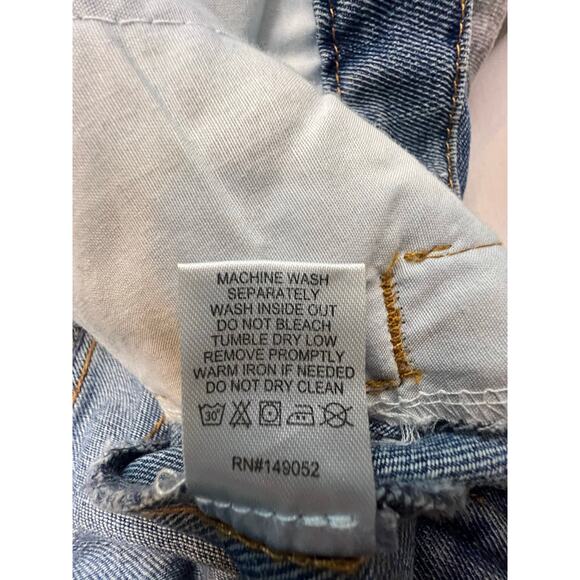 MACHINE WASH
SEPARATELY
WASH INSIDE OUT
DO NOT BLEACH
TUMBLE DRY LOW
REMOVE PROMPTLY
WARM IRON IF NEEDED
DO NOT DRY CLEAN
30°
RN#149052